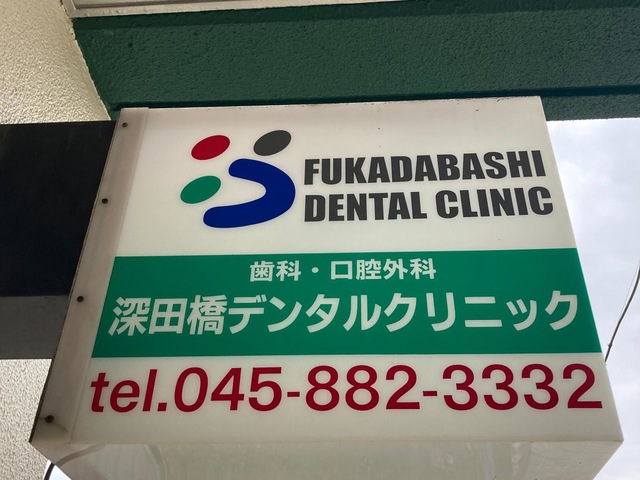 FUKADABASHI
DENTAL CLINIC
歯科・口腔外科
深田橋デンタルクリニック
tel.045-882-3332